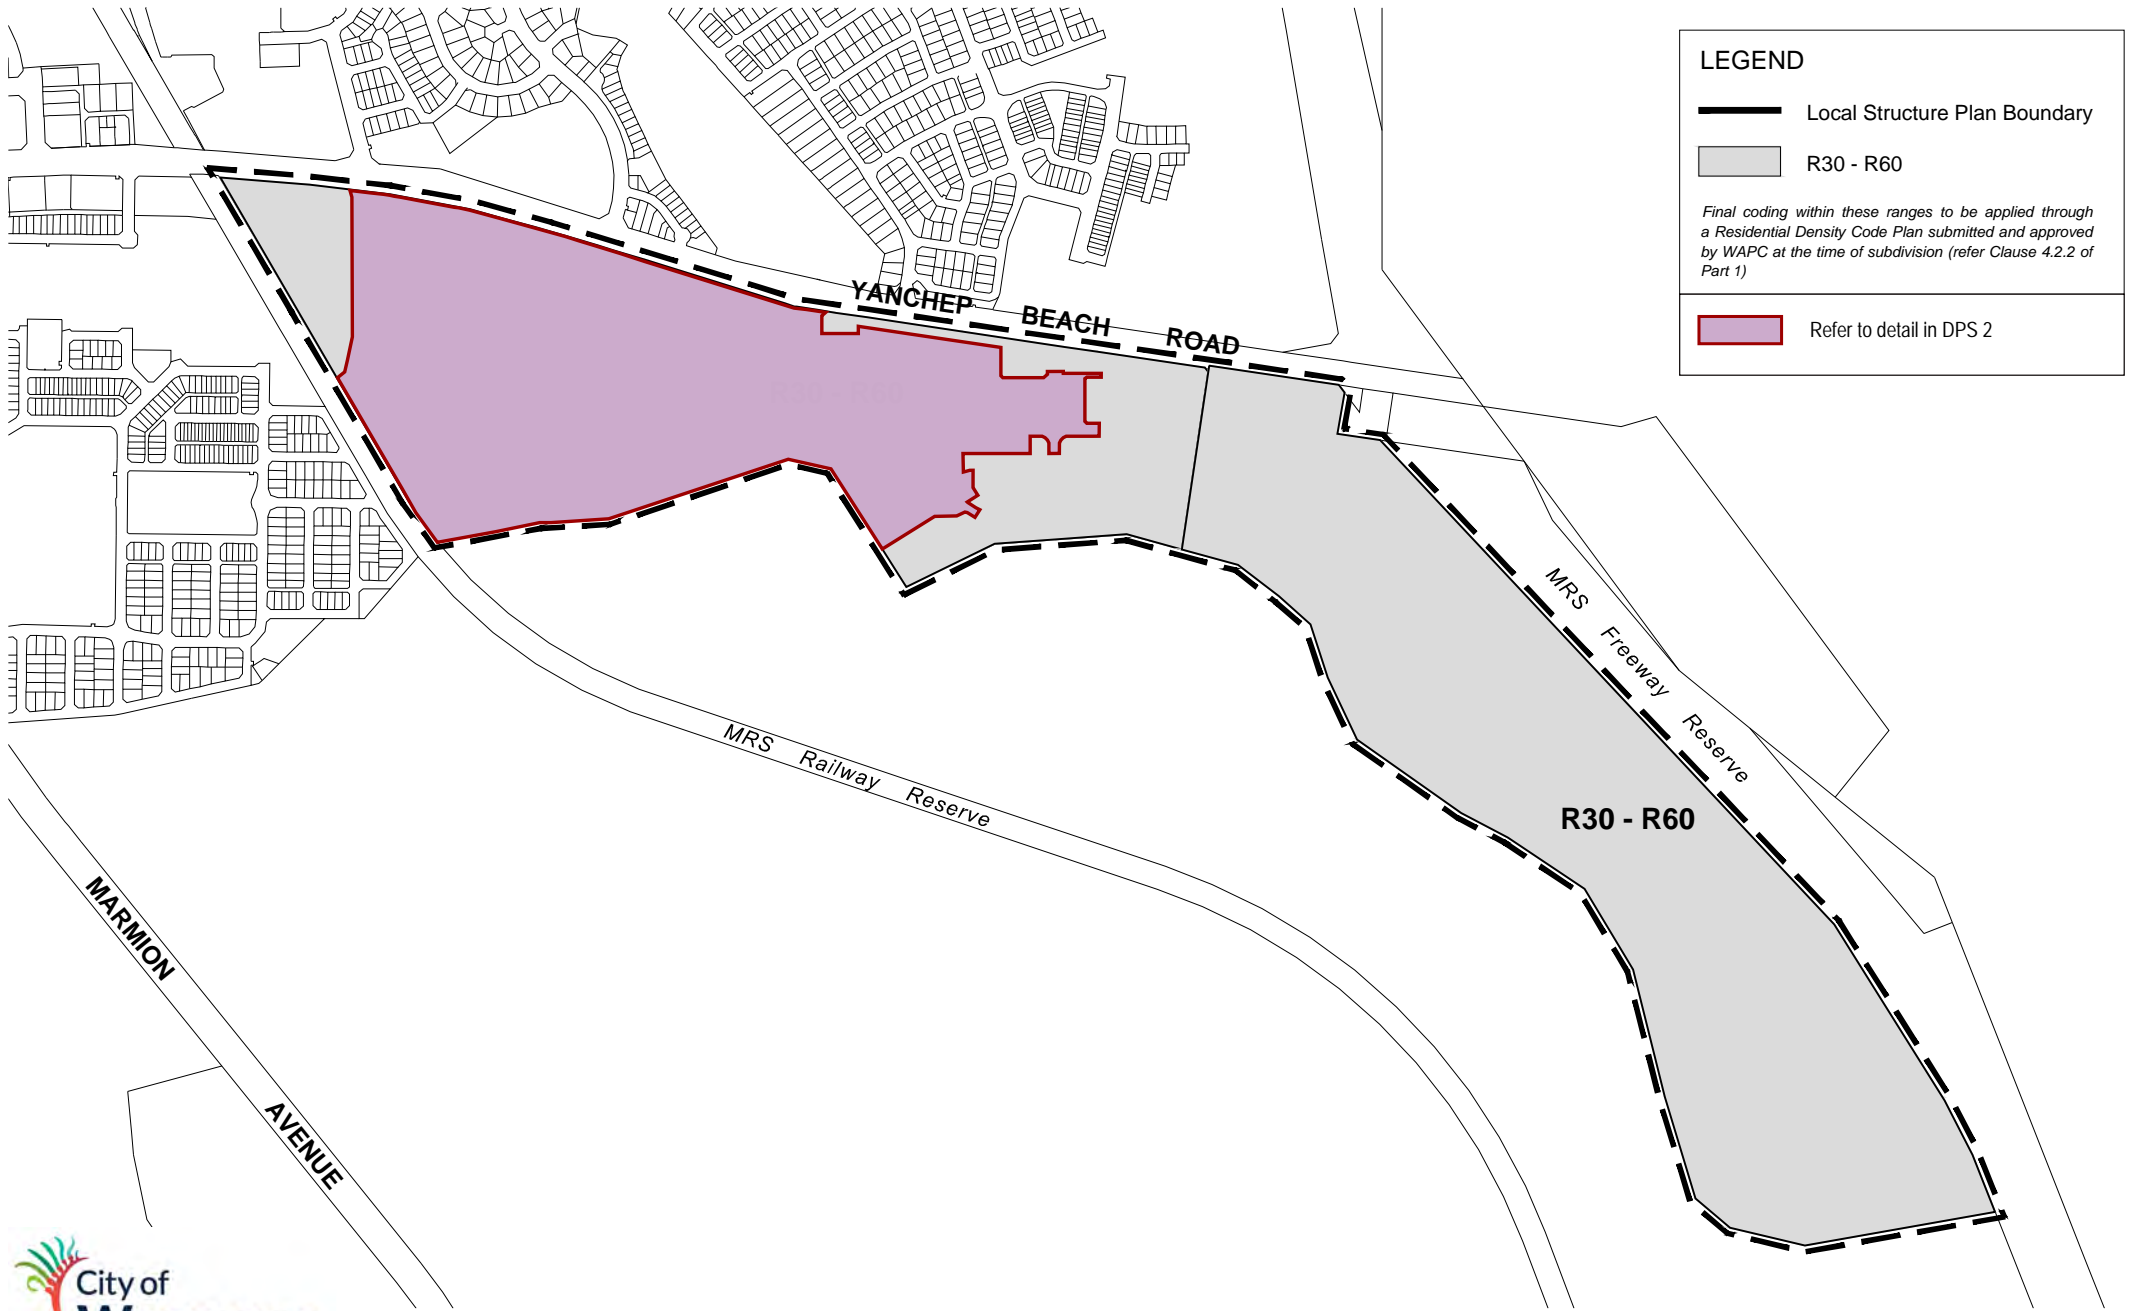 LEGEND
Local Structure Plan Boundary
R30 - R60
Final coding within these ranges to be applied through
a Residential Density Code Plan submitted and approved
by WAPC at the time of subdivision (refer Clause 4.2.2 of
Part 1)
Refer to detail in DPS 2
YANCHEP BEACH ROAD
R30 - R60
MRS Freeway Reserve
MRS Railway Reserve
R30 - R60
MARMION AVENUE
City of